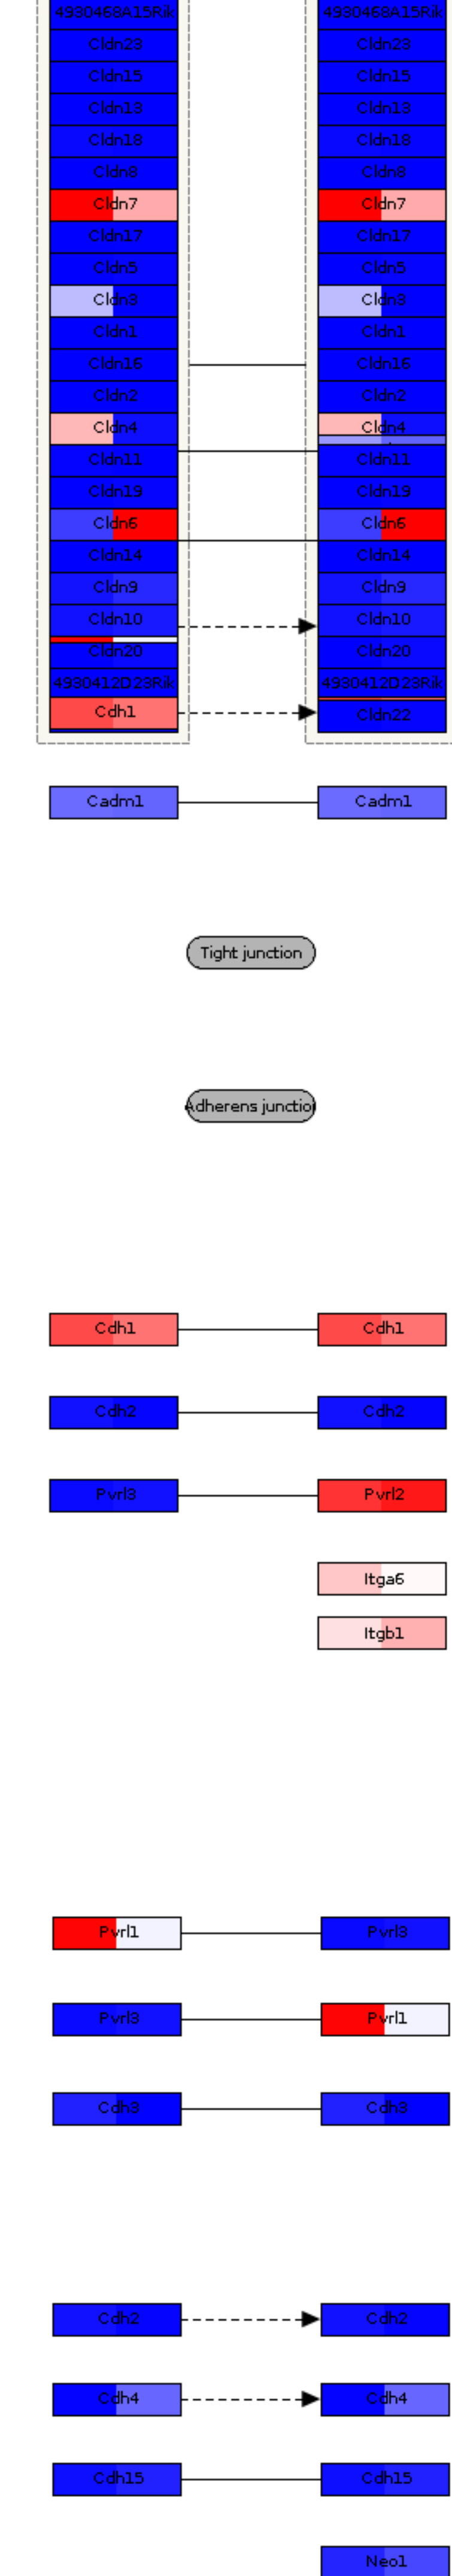 4930468A15Rik 4930468A15Rik
Cldn23 Cldn23
Cldn15 Cldn15
Cldn13 Cldn13
Cldn18 Cldn18
Cldn8 Cldn8
Cldn7 Cldn7
Cldn17 Cldn17
Cldn5 Cldn5
Cldn3 Cldn3
Cldn1 Cldn1
Cldn16 Cldn16
Cldn2 Cldn2
Cldn4 Cldn4
Cldn11 Cldn11
Cldn19 Cldn19
Cldn6 Cldn6
Cldn14 Cldn14
Cldn9 Cldn9
Cldn10 Cldn10
Cldn20 Cldn20
4930412D23Rik 4930412D23Rik
Cdh1 Cldn22
Cadm1 Cadm1
Tight junction
Adherens junctio
Cdh1 Cdh1
Cdh2 Cdh2
Pvrl3 Pvrl2
Itga6
Itgb1
Pvrl1 Pvrl3
Pvrl3 Pvrl1
Cdh3 Cdh3
Cdh2 Cdh2
Cdh4 Cdh4
Cdh15 Cdh15
Neo1